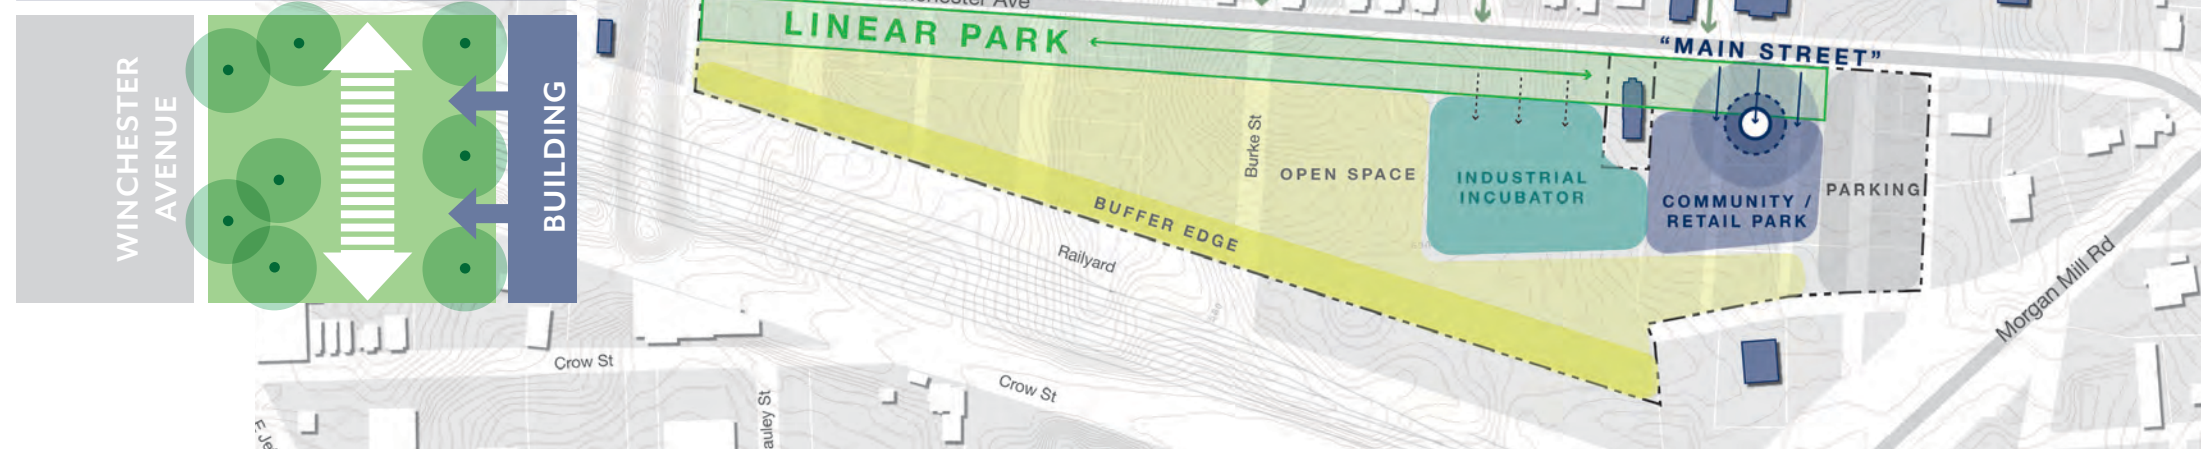 WINCHESTER
AVENUE
BUILDING
LINEAR PARK
"MAIN STREET"
Burke St
OPEN SPACE
INDUSTRIAL
INCUBATOR
COMMUNITY /
RETAIL PARK
PARKING
BUFFER EDGE
Railyard
Morgan Mill Rd
Crow St
Crow St